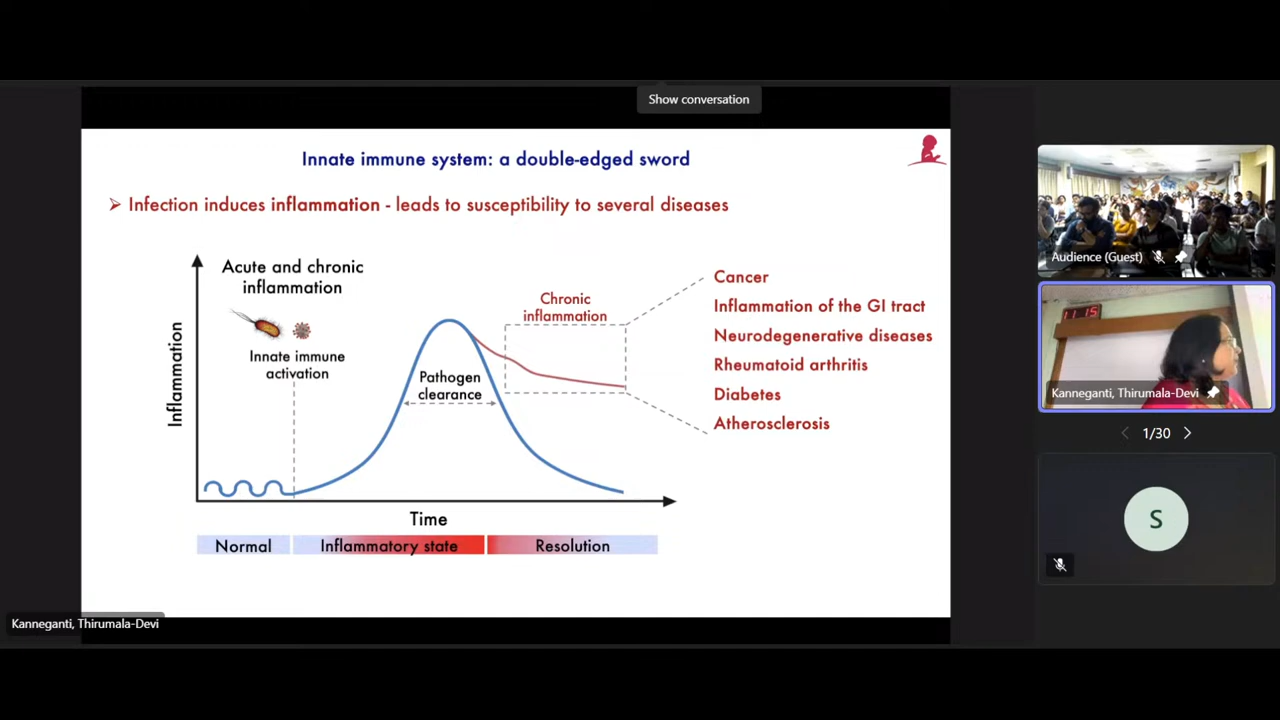 Show conversation
Innate immune system: a double-edged sword
➢ Infection induces inflammation - leads to susceptibility to several diseases
Acute and chronic
inflammation
Innate immune
activation
Pathogen
clearance
Chronic
inflammation
Cancer
Inflammation of the GI tract
Neurodegenerative diseases
Rheumatoid arthritis
Diabetes
Atherosclerosis
Inflammation
Time
Normal
Inflammatory state
Resolution
Kanneganti, Thirumala-Devi
Audience (Guest)
11:15
Kanneganti, Thirumala-Devi
1/30
S